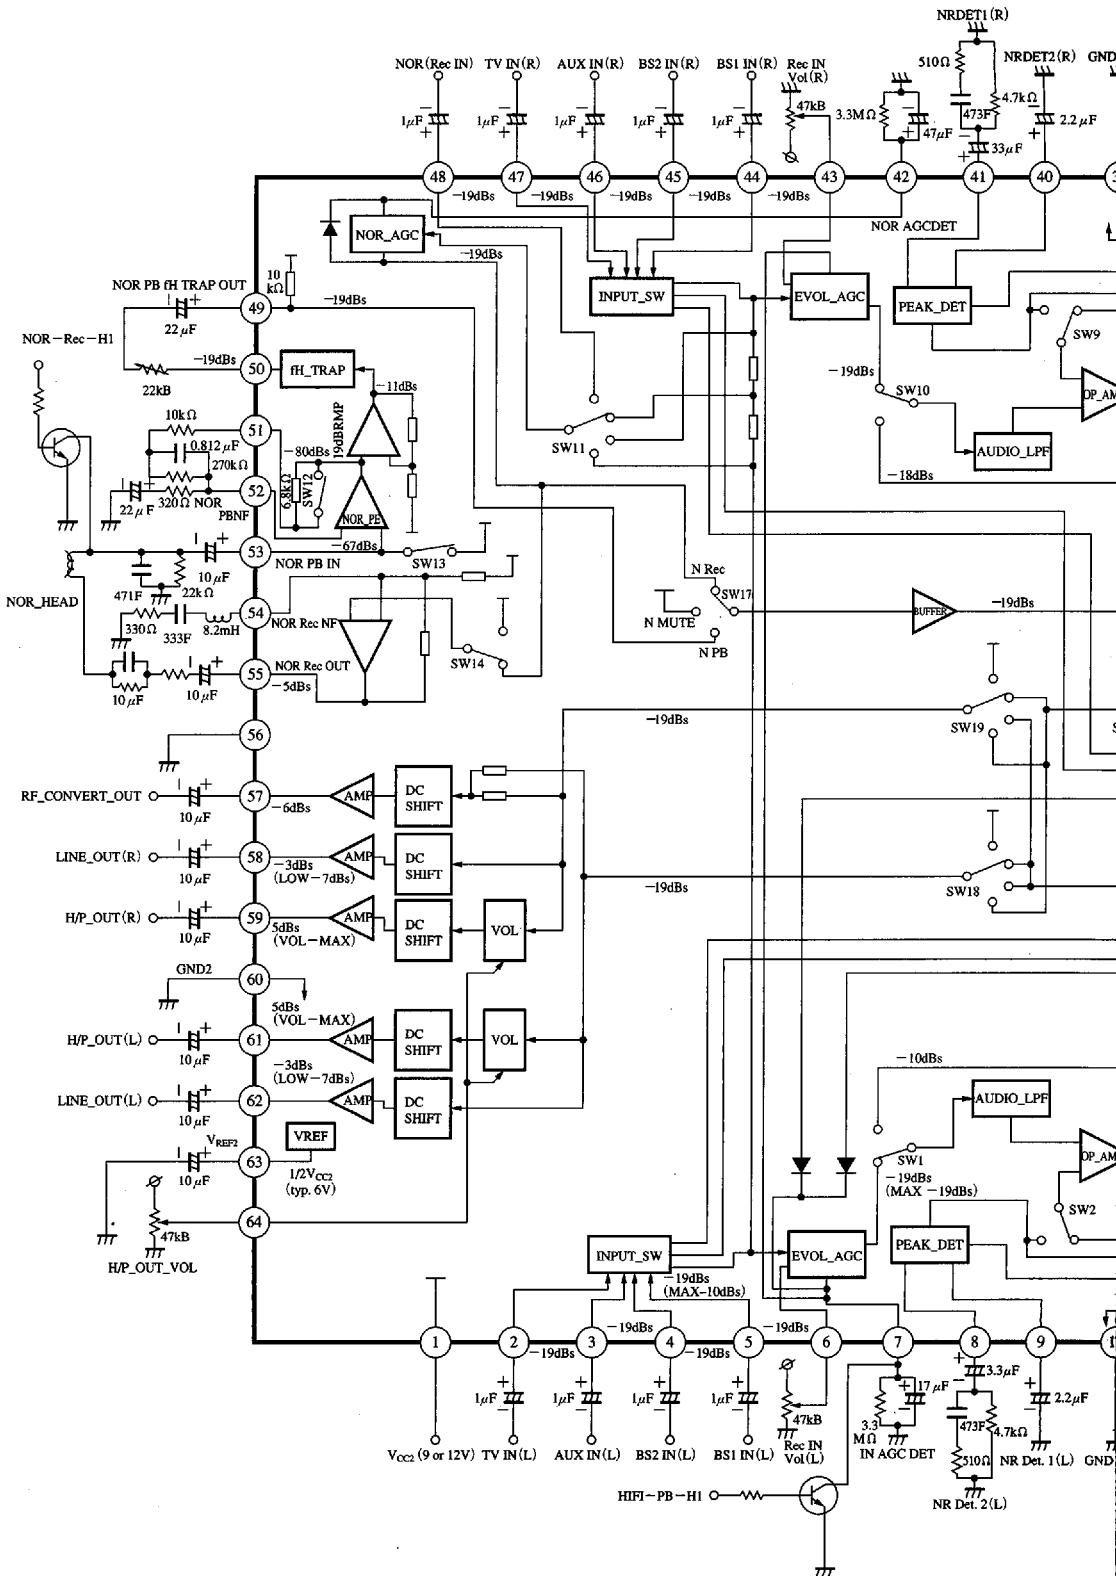 NRDET1(R)
510Ω
NRDET2(R)
GND
NOR(Rec IN)
TV IN(R)
AUX IN(R)
BS2 IN(R)
BS1 IN(R)
Rec IN
Vol(R)
− 1μF +
− 1μF +
− 1μF +
− 1μF +
− 1μF +
47kB
3.3MΩ
− 47μF +
473F
4.7kΩ
− 33μF +
− 2.2μF +
48
47
46
45
44
43
42
41
40
3
−19dBs
−19dBs
−19dBs
−19dBs
−19dBs
NOR AGCDET
NOR_AGC
−19dBs
10
kΩ
NOR PB fH TRAP OUT
− 22μF +
49
−19dBs
INPUT_SW
EVOL_AGC
PEAK_DET
SW9
NOR−Rec−H1
22kB
−19dBs
50
fH_TRAP
−11dBs
−19dBs
SW10
OP_AM
10kΩ
51
19dBRMP
SW11
AUDIO_LPF
0.812μF
−80dBs
270kΩ
6.8kΩ
SW12
−18dBs
− 22μF +
320Ω
NOR
PBNF
52
NOR_PE
−67dBs
53
NOR PB IN
SW13
471F
− 10μF +
22kΩ
NOR_HEAD
N Rec
SW17
N MUTE
N PB
BUFFER
−19dBs
330Ω
333F
8.2mH
54
NOR Rec NF
SW14
NOR Rec OUT
55
−5dBs
10μF
− 10μF +
56
−19dBs
SW19
S
RF_CONVERT_OUT
− 10μF +
57
−6dBs
AMP
DC
SHIFT
LINE_OUT(R)
− 10μF +
58
−3dBs
(LOW−7dBs)
AMP
DC
SHIFT
−19dBs
SW18
H/P_OUT(R)
− 10μF +
59
5dBs
(VOL−MAX)
AMP
DC
SHIFT
VOL
GND2
60
5dBs
(VOL−MAX)
H/P_OUT(L)
− 10μF +
61
AMP
DC
SHIFT
VOL
−3dBs
(LOW−7dBs)
−10dBs
LINE_OUT(L)
− 10μF +
62
AMP
DC
SHIFT
AUDIO_LPF
VREF2
− 10μF +
63
VREF
1/2VCC2
(typ. 6V)
SW1
−19dBs
(MAX −19dBs)
OP_AM
SW2
64
47kB
H/P_OUT_VOL
INPUT_SW
−19dBs
(MAX−10dBs)
EVOL_AGC
PEAK_DET
1
2
3
4
5
6
7
8
9
1
−19dBs
−19dBs
−19dBs
−19dBs
+ 1μF −
+ 1μF −
+ 1μF −
+ 1μF −
47kB
+ 17μF −
3.3
MΩ
+ 3.3μF −
473F
4.7kΩ
510Ω
+ 2.2μF −
VCC2 (9 or 12V)
TV IN(L)
AUX IN(L)
BS2 IN(L)
BS1 IN(L)
Rec IN
Vol(L)
IN AGC DET
NR Det. 1(L)
GND
NR Det. 2(L)
HIFI−PB−H1